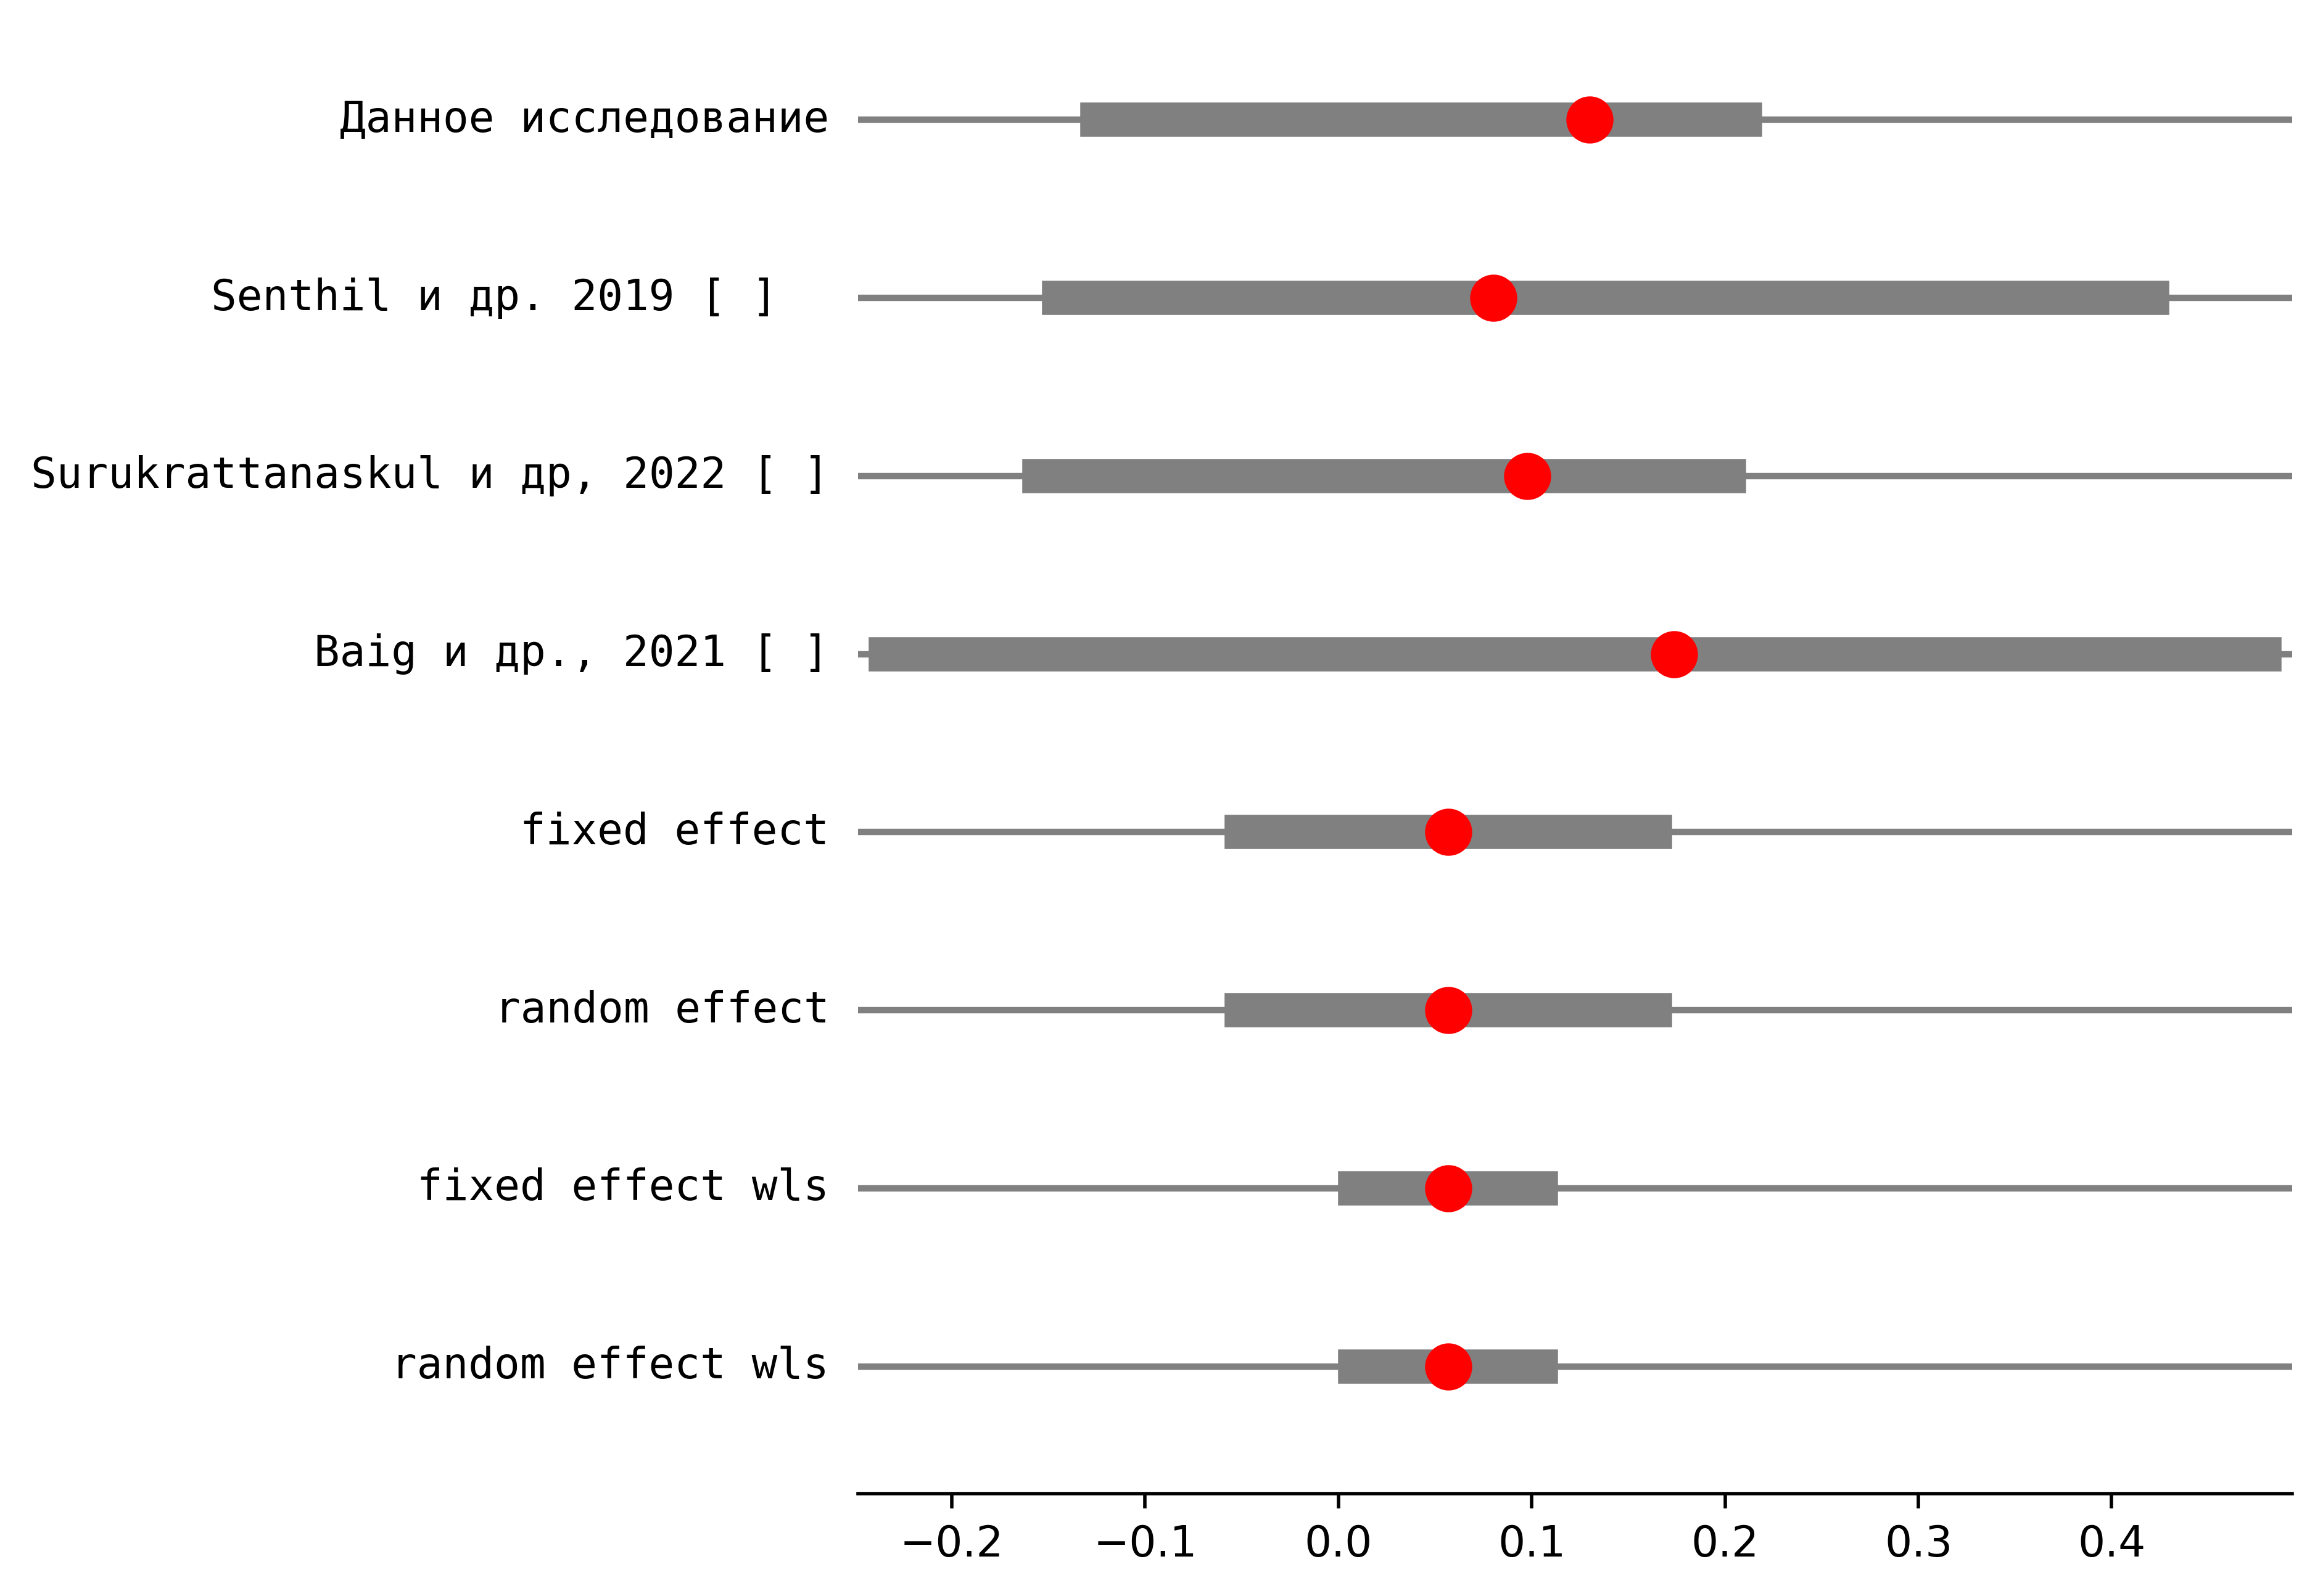 Данное исследование
Senthil и др. 2019 [ ]
Surukrattanaskul и др, 2022 [ ]
Baig и др., 2021 [ ]
fixed effect
random effect
fixed effect wls
random effect wls
−0.2 −0.1 0.0 0.1 0.2 0.3 0.4